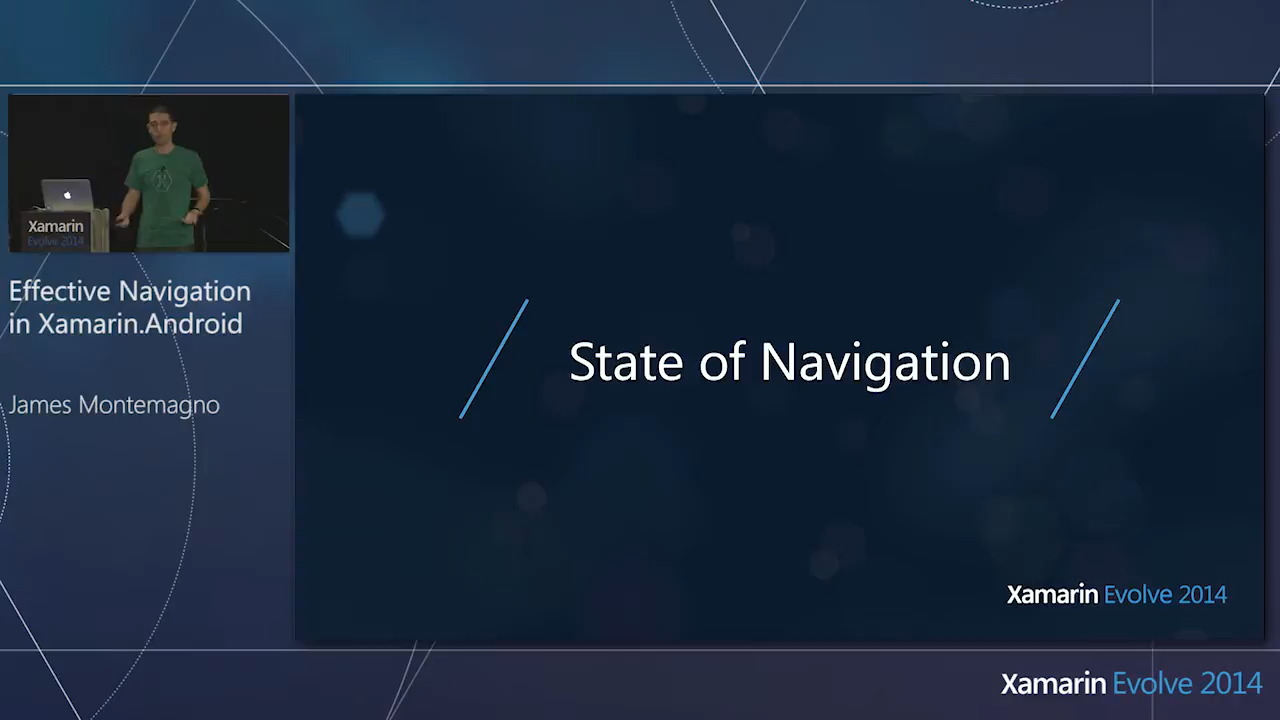 Xamarin
Evolve 2014
Effective Navigation
in Xamarin.Android
James Montemagno
State of Navigation
Xamarin Evolve 2014
Xamarin Evolve 2014